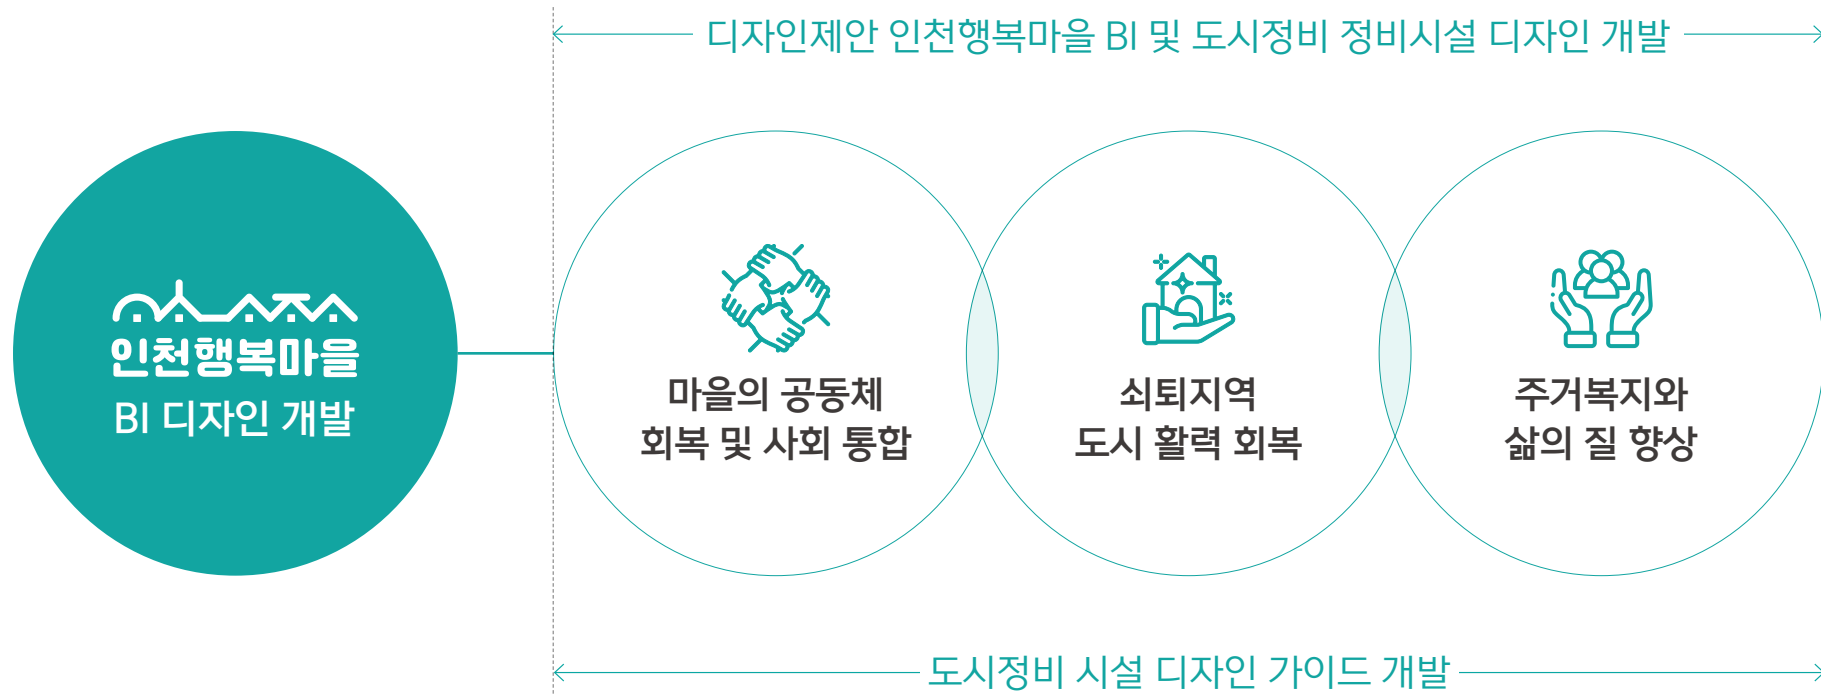 디자인제안 인천행복마을 BI 및 도시정비 정비시설 디자인 개발
인천행복마을
BI 디자인 개발
마을의 공동체
회복 및 사회 통합
쇠퇴지역
도시 활력 회복
주거복지와
삶의 질 향상
도시정비 시설 디자인 가이드 개발